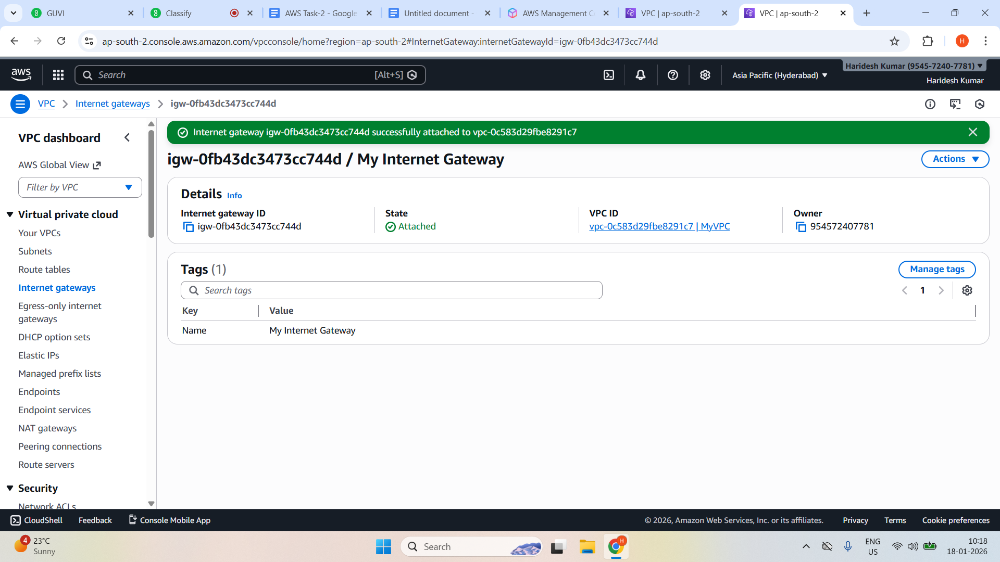 GUVI
Classify
AWS Task-2 - Google
Untitled document -
AWS Management C
VPC | ap-south-2
VPC | ap-south-2
ap-south-2.console.aws.amazon.com/vpcconsole/home?region=ap-south-2#InternetGateway:internetGatewayId=igw-0fb43dc3473cc744d
H
aws
Search
[Alt+S]
Asia Pacific (Hyderabad)
Haridesh Kumar (9545-7240-7781)
Haridesh Kumar
VPC
Internet gateways
igw-0fb43dc3473cc744d
VPC dashboard
AWS Global View
Filter by VPC
Virtual private cloud
Your VPCs
Subnets
Route tables
Internet gateways
Egress-only internet
gateways
DHCP option sets
Elastic IPs
Managed prefix lists
Endpoints
Endpoint services
NAT gateways
Peering connections
Route servers
Security
Network ACLs
Internet gateway igw-0fb43dc3473cc744d successfully attached to vpc-0c583d29fbe8291c7
igw-0fb43dc3473cc744d / My Internet Gateway
Actions
Details Info
Internet gateway ID
igw-0fb43dc3473cc744d
State
Attached
VPC ID
vpc-0c583d29fbe8291c7 | MyVPC
Owner
954572407781
Tags (1)
Manage tags
Search tags
1
Key
Value
Name
My Internet Gateway
CloudShell
Feedback
Console Mobile App
© 2026, Amazon Web Services, Inc. or its affiliates.
Privacy
Terms
Cookie preferences
4
23°C
Sunny
Search
H
ENG
US
10:18
18-01-2026